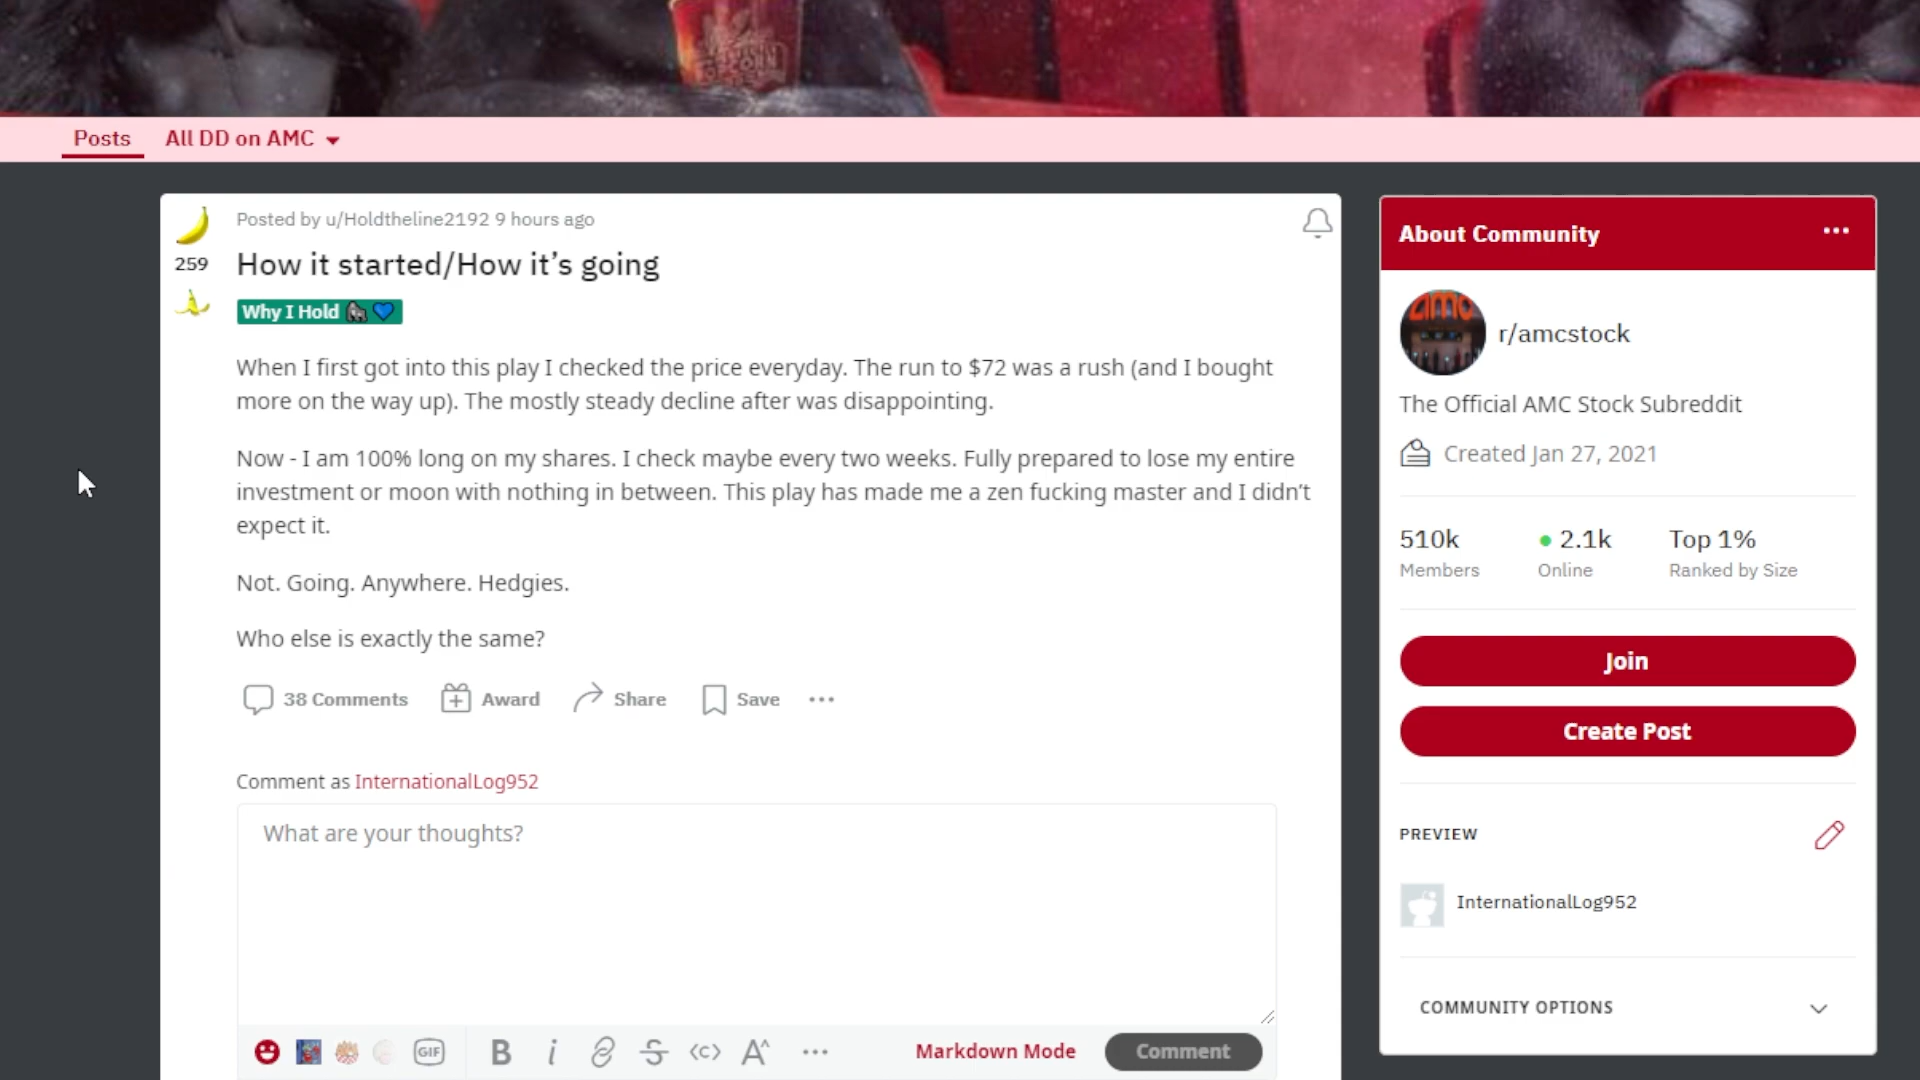 Posts
All DD on AMC
Posted by u/Holdtheline2192 9 hours ago
259
How it started/How it’s going
Why I Hold 🦍💙
When I first got into this play I checked the price everyday. The run to $72 was a rush (and I bought
more on the way up). The mostly steady decline after was disappointing.
Now - I am 100% long on my shares. I check maybe every two weeks. Fully prepared to lose my entire
investment or moon with nothing in between. This play has made me a zen fucking master and I didn’t
expect it.
Not. Going. Anywhere. Hedgies.
Who else is exactly the same?
38 Comments
Award
Share
Save
Comment as InternationalLog952
What are your thoughts?
GIF
B
i
S
<c>
A^
Markdown Mode
Comment
About Community
amc
r/amcstock
The Official AMC Stock Subreddit
Created Jan 27, 2021
510k
Members
2.1k
Online
Top 1%
Ranked by Size
Join
Create Post
PREVIEW
InternationalLog952
COMMUNITY OPTIONS